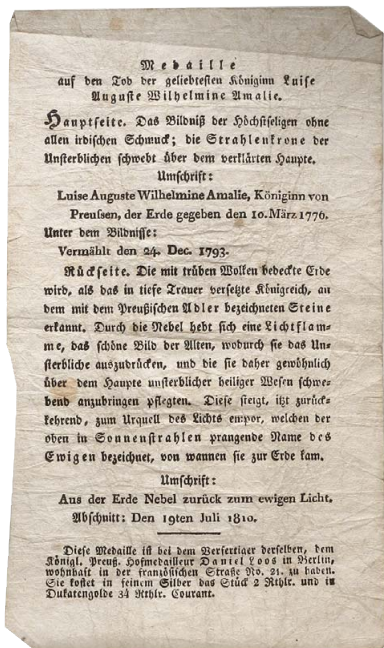 Medaille
auf den Tod der geliebtesten Königinn Luise
Auguste Wilhelmine Amalie.
Hauptseite. Das Bildniß der Höchstseligen ohne
allen irdischen Schmuck; die Strahlenkrone der
Unsterblichen schwebt über dem verklärten Haupte.
Umschrift:
Luise Auguste Wilhelmine Amalie, Königinn von
Preußen, der Erde gegeben den 10. März 1776.
Unter dem Bildnisse:
Vermählt den 24. Dec. 1793.
Rückseite. Die mit trüben Wolken bedeckte Erde
wird, als das in tiefe Trauer versetzte Königreich, an
dem mit dem Preußischen Adler bezeichneten Steine
erkannt. Durch die Nebel hebt sich eine Lichtflam-
me, das schöne Bild der Alten, wodurch sie das Un-
sterbliche auszudrücken, und die sie daher gewöhnlich
über dem Haupte unsterblicher heiliger Wesen schwe-
bend anzubringen pflegten. Diese steigt, itzt zurück-
kehrend, zum Urquell des Lichts empor, welchen der
oben in Sonnenstrahlen prangende Name des
Ewigen bezeichnet, von wannen sie zur Erde kam.
Umschrift:
Aus der Erde Nebel zurück zum ewigen Licht.
Abschnitt: Den 19ten Juli 1810.
Diese Medaille ist bei dem Verfertiger derselben, dem
Königl. Preuß. Hofmedailleur Daniel Loos in Berlin,
wohnhaft in der französischen Straße No. 21. zu haben.
Sie kostet in feinem Silber das Stück 2 Rthlr. und in
Dukatengolde 34 Rthlr. Courant.